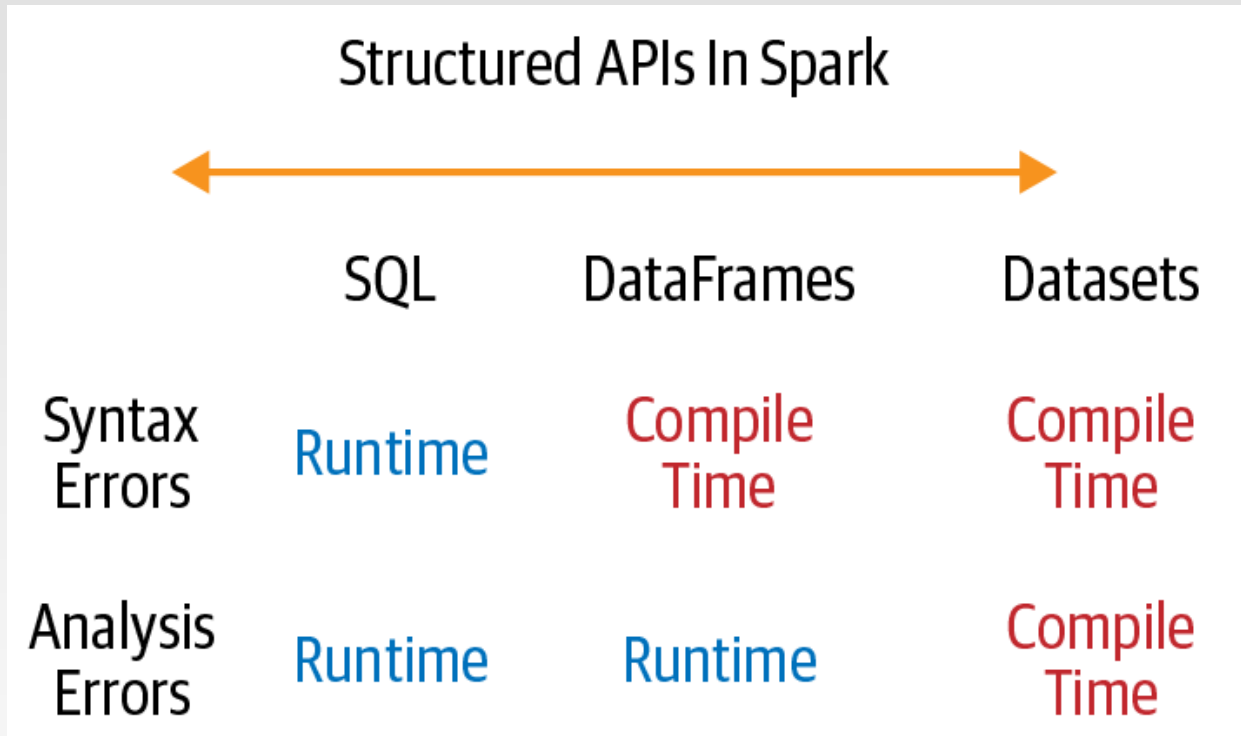 Structured APIs In Spark
SQL DataFrames Datasets
Syntax Errors Runtime Compile Time Compile Time
Analysis Errors Runtime Runtime Compile Time